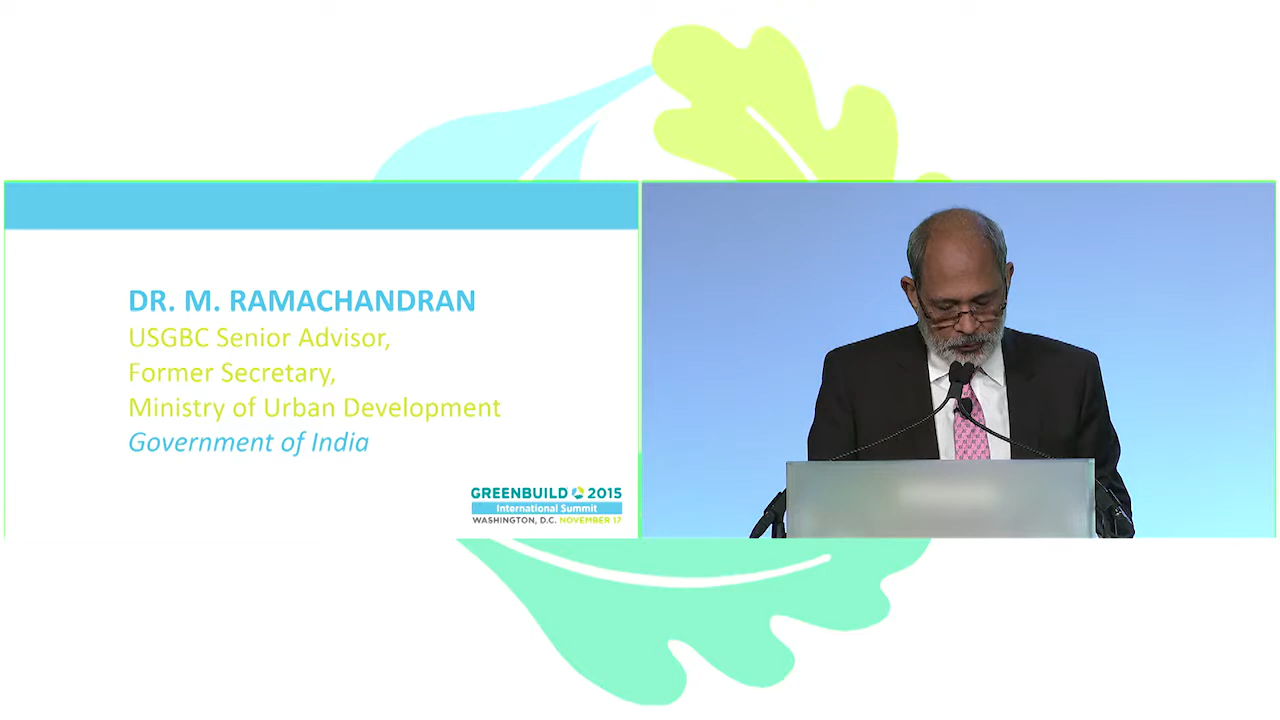 DR. M. RAMACHANDRAN
USGBC Senior Advisor,
Former Secretary,
Ministry of Urban Development
Government of India
GREENBUILD 2015
International Summit
WASHINGTON, D.C. NOVEMBER 17